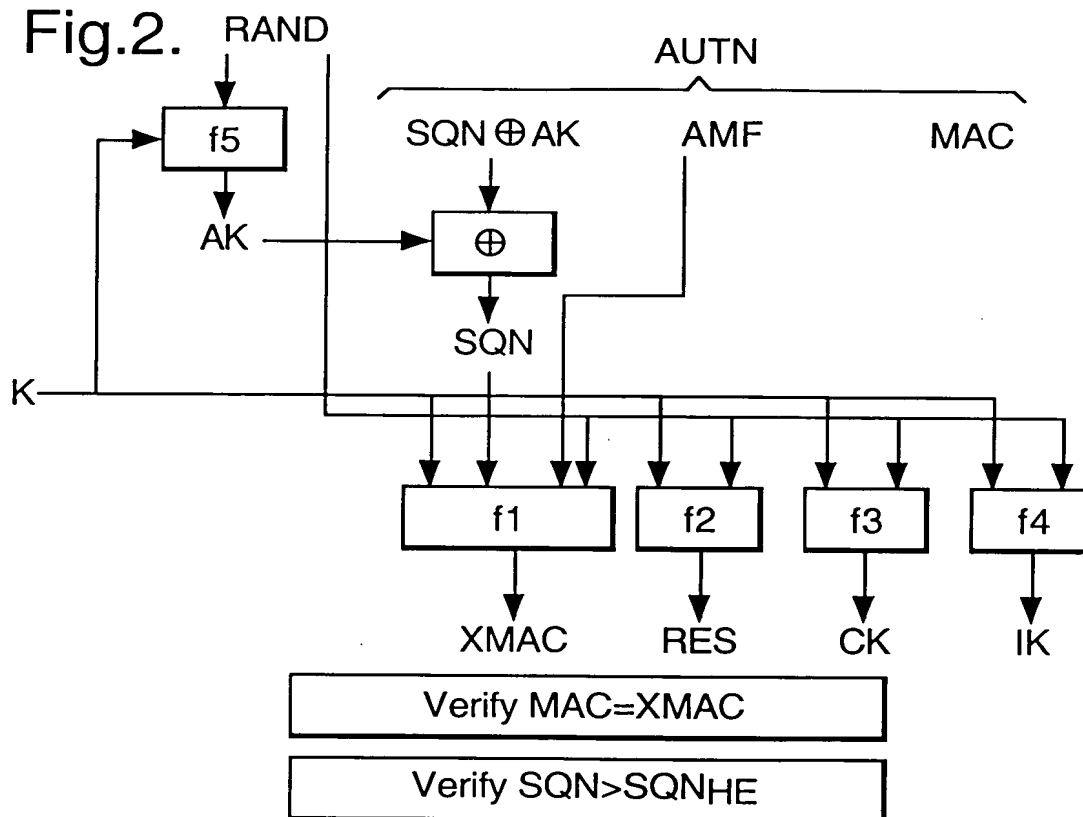 Fig.2.
RAND
AUTN
f5
SQN ⊕ AK
AMF
MAC
AK
⊕
SQN
K
f1
f2
f3
f4
XMAC
RES
CK
IK
Verify MAC=XMAC
Verify SQN>SQNHE